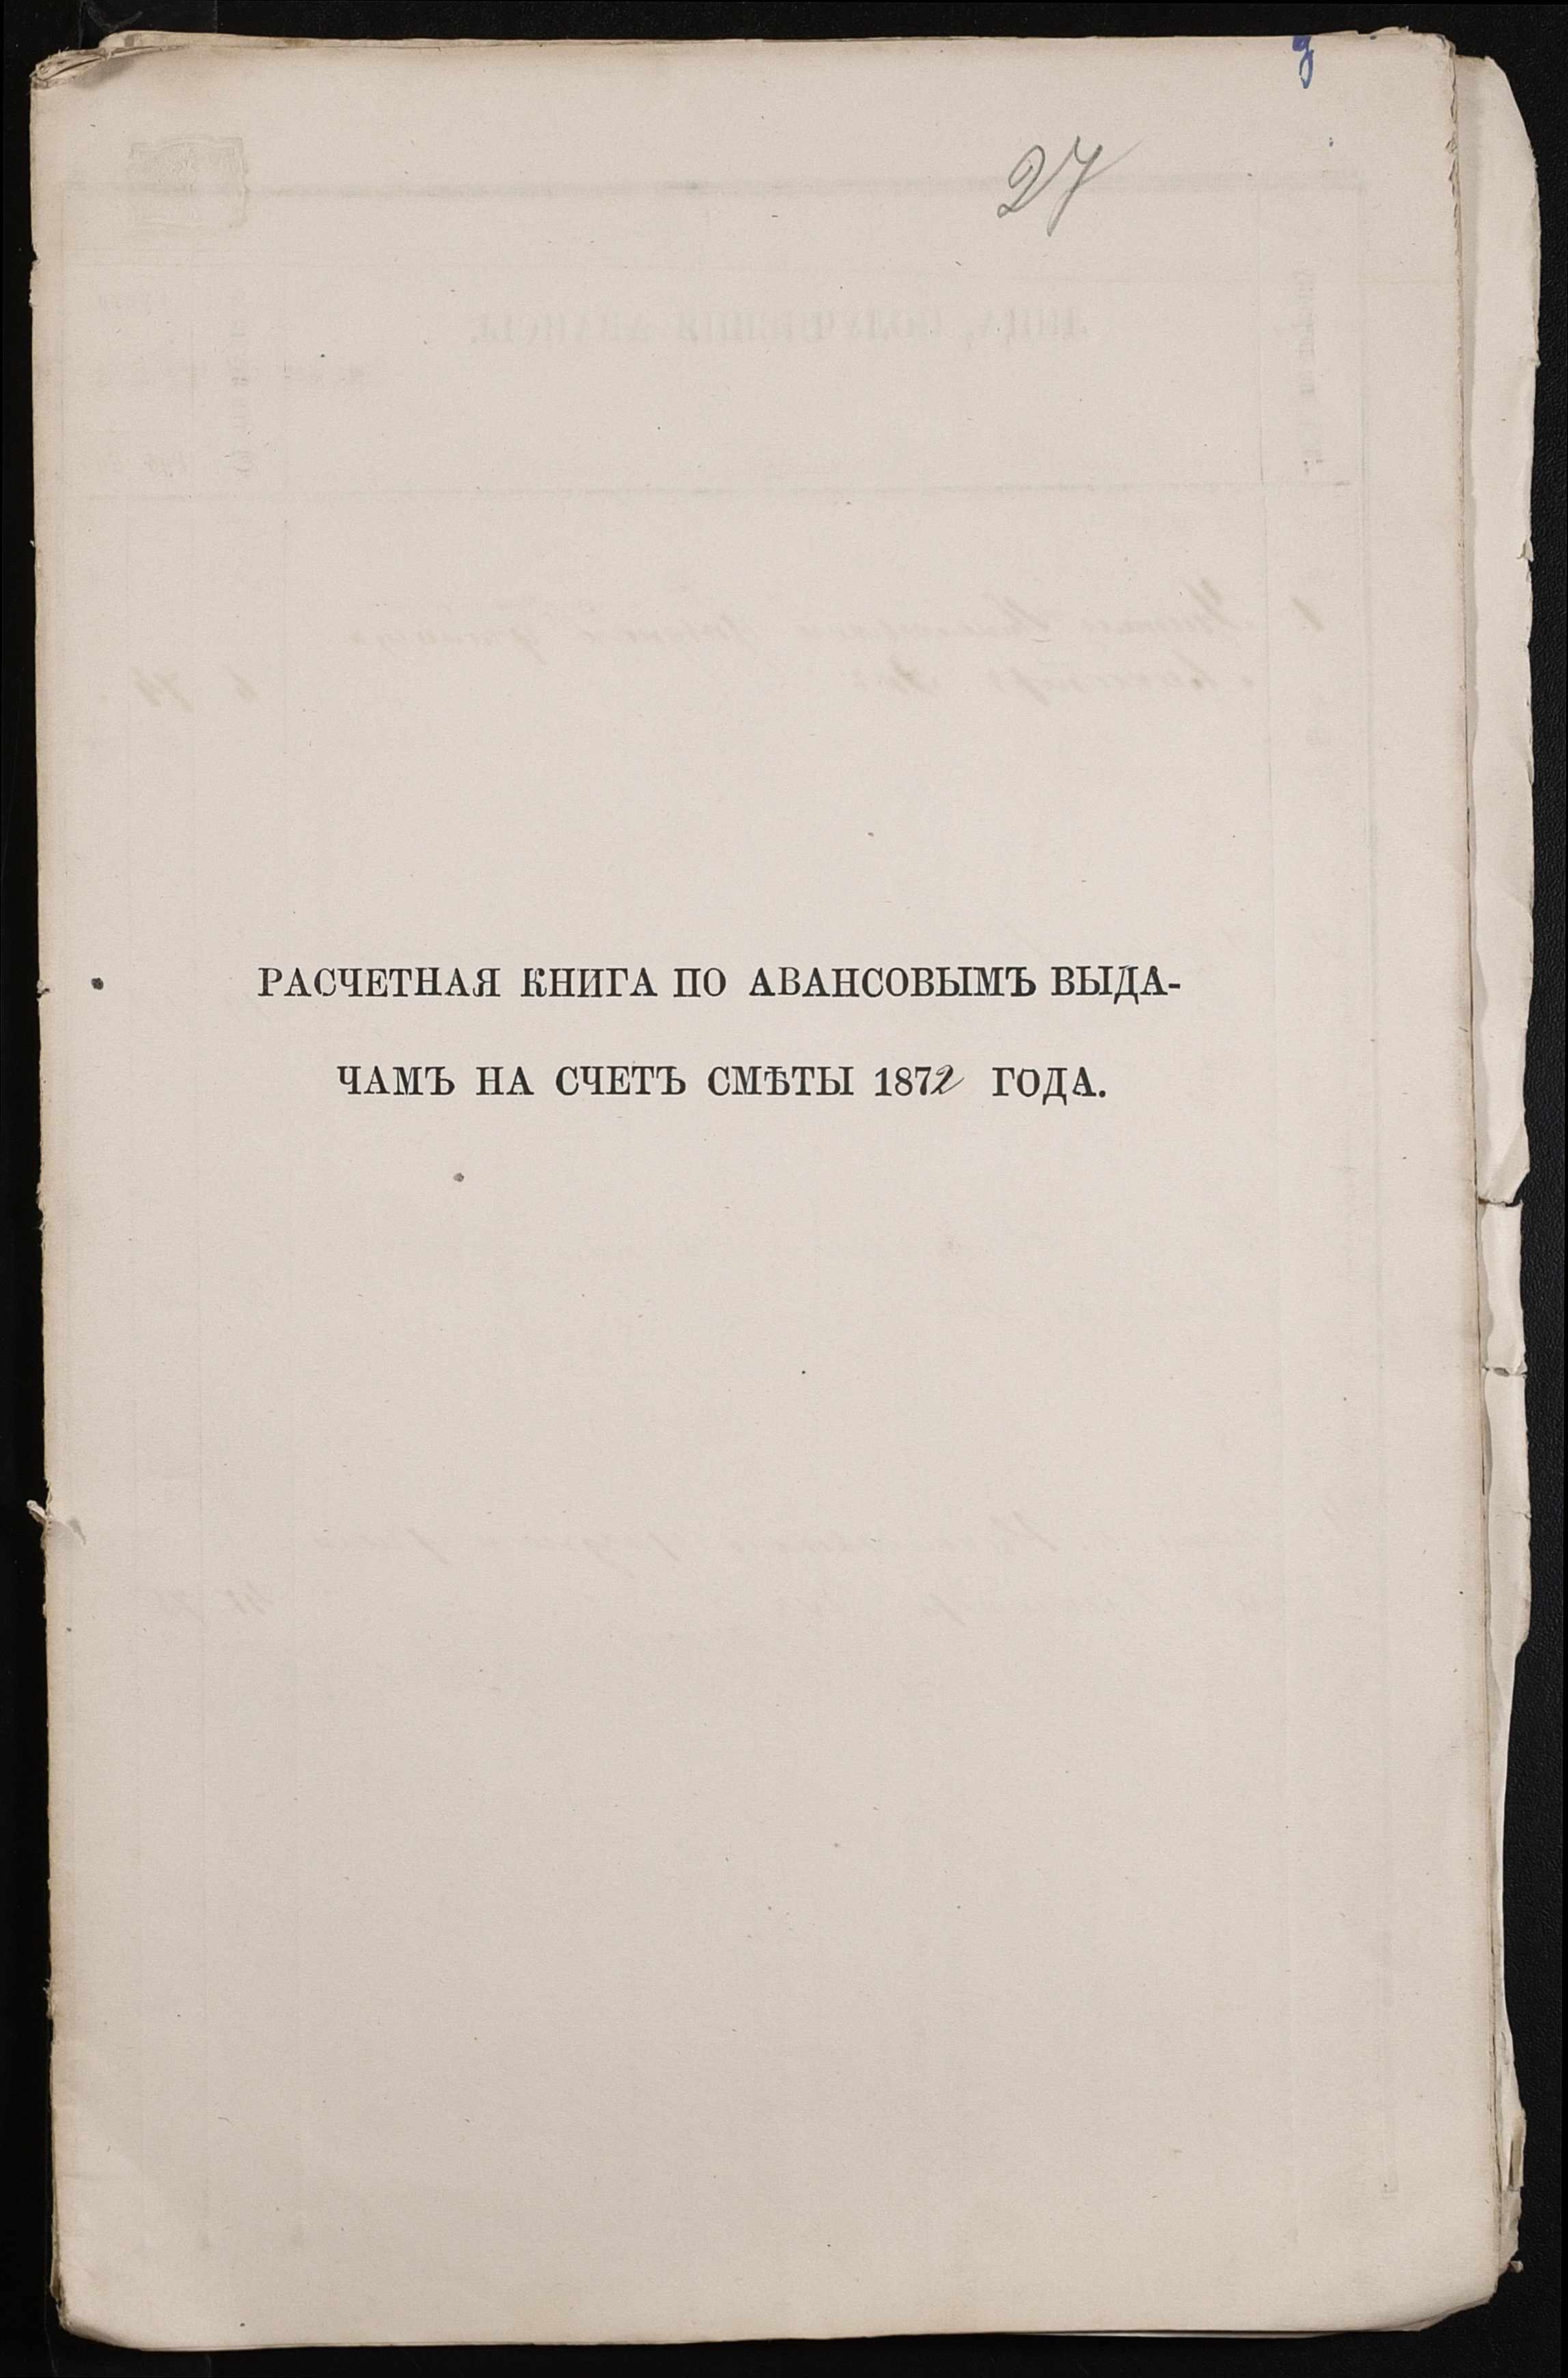 27
РАСЧЕТНАЯ КНИГА ПО АВАНСОВЫМЪ ВЫДА-
ЧАМЪ НА СЧЕТЪ СМѢТЫ 1872 ГОДА.